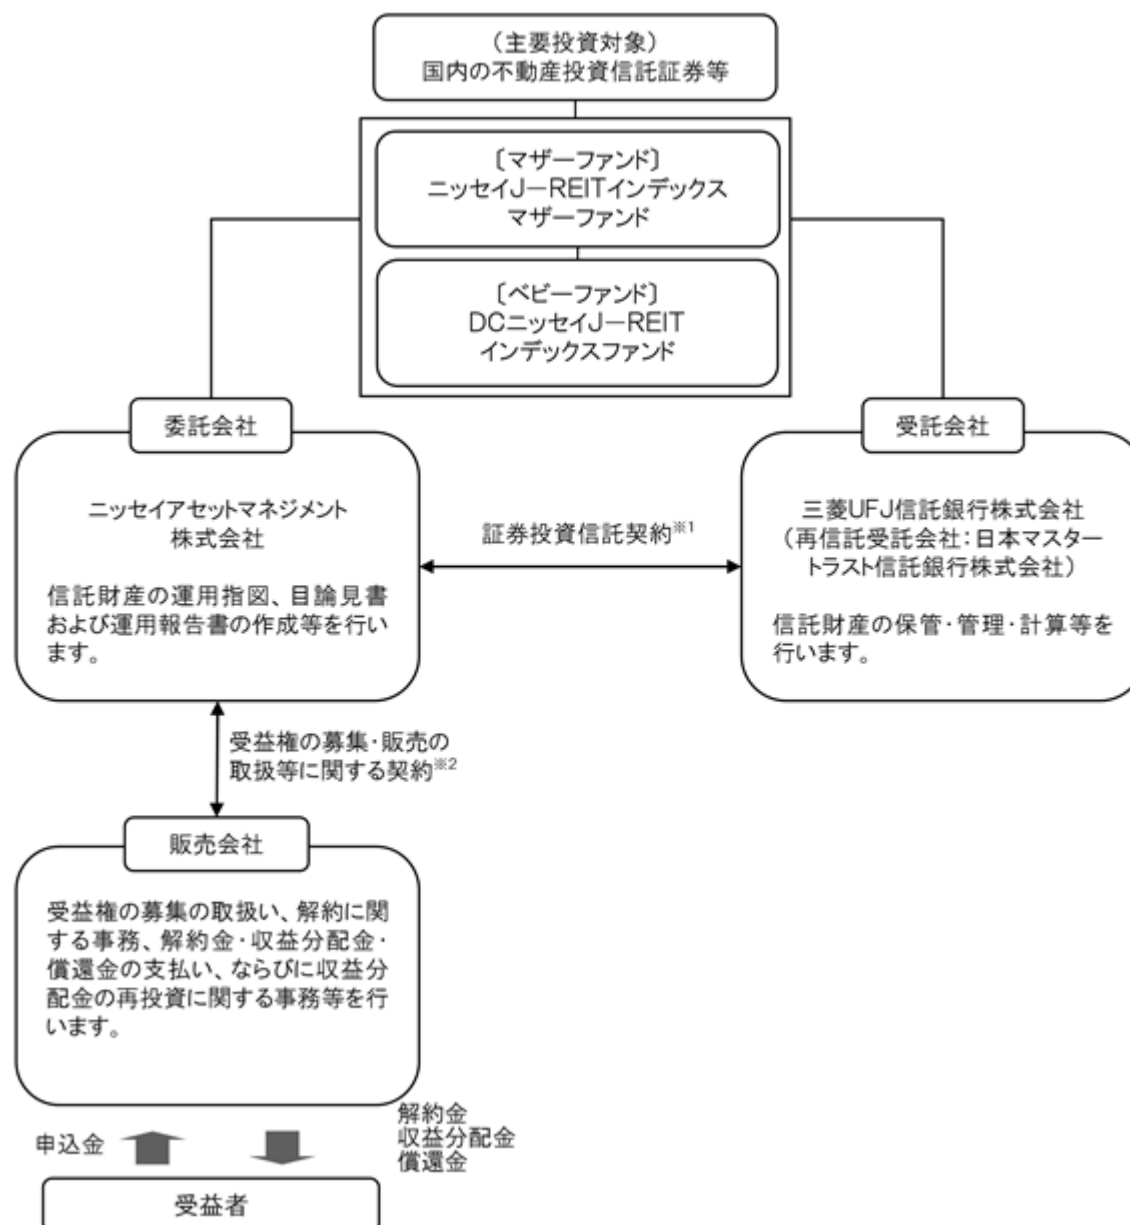 （主要投資対象）
国内の不動産投資信託証券等
〔マザーファンド〕
ニッセイJ－REITインデックス
マザーファンド
〔ベビーファンド〕
DCニッセイJ－REIT
インデックスファンド
委託会社
ニッセイアセットマネジメント
株式会社
信託財産の運用指図、目論見書
および運用報告書の作成等を行い
ます。
証券投資信託契約※1
受託会社
三菱UFJ信託銀行株式会社
（再信託受託会社：日本マスター
トラスト信託銀行株式会社）
信託財産の保管・管理・計算等を
行います。
受益権の募集・販売の
取扱等に関する契約※2
販売会社
受益権の募集の取扱い、解約に関
する事務、解約金・収益分配金・
償還金の支払い、ならびに収益分
配金の再投資に関する事務等を行
います。
申込金
解約金
収益分配金
償還金
受益者